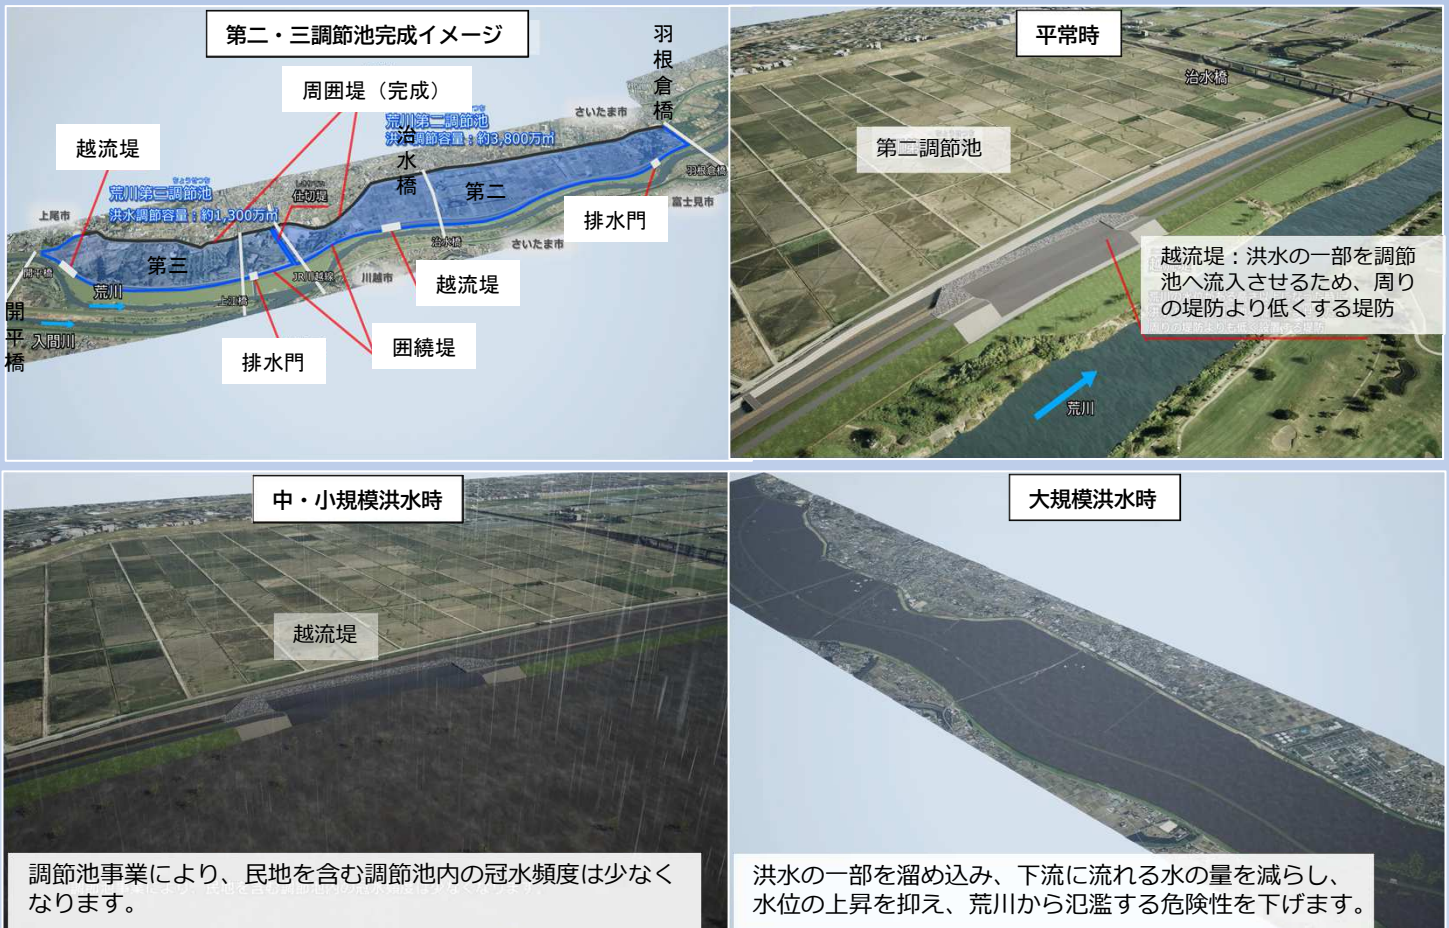 第二・三調節池完成イメージ
羽根倉橋
周囲堤（完成）
さいたま市
荒川第二調節池
洪水調節容量：約3,800万㎥
治水橋
越流堤
荒川第三調節池
ちょうせつち
洪水調節容量：約1,300万㎥
仕切堤
上尾市
第二
羽根倉橋
富士見市
排水門
第三
開平橋
荒川
上江橋
JR川越線
川越市
治水橋
さいたま市
越流堤
開平橋
入間川
排水門
囲繞堤
平常時
治水橋
第二調節池
越流堤：洪水の一部を調節
池へ流入させるため、周り
の堤防より低くする堤防
荒川
中・小規模洪水時
越流堤
調節池事業により、民地を含む調節池内の冠水頻度は少なく
なります。
大規模洪水時
洪水の一部を溜め込み、下流に流れる水の量を減らし、
水位の上昇を抑え、荒川から氾濫する危険性を下げます。